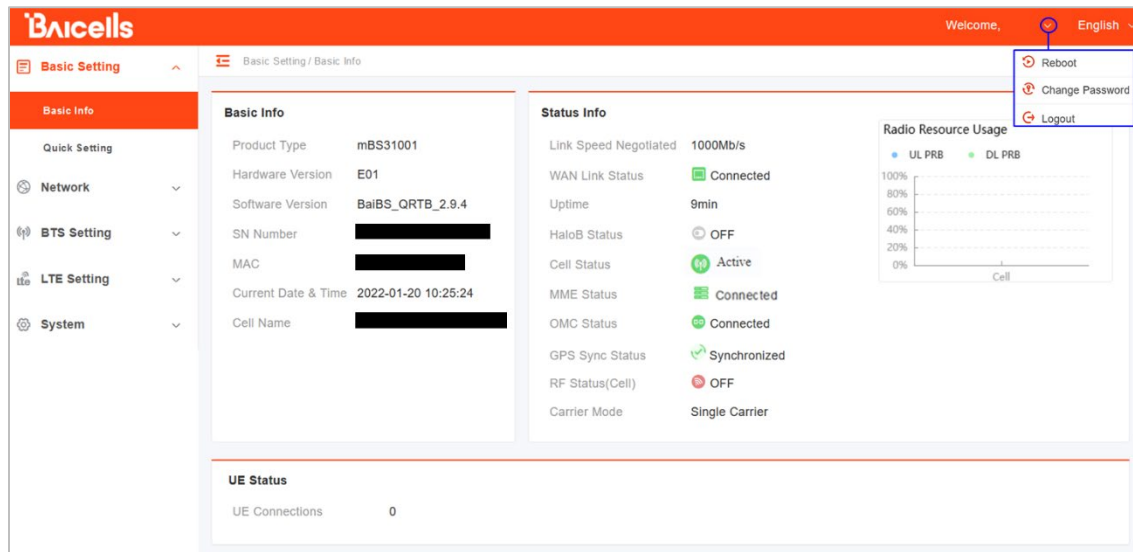 BAICELLS
Welcome,
English
Basic Setting
Basic Info
Quick Setting
Network
BTS Setting
LTE Setting
System
Basic Setting / Basic Info
Reboot
Change Password
Logout
Basic Info
Product Type mBS31001
Hardware Version E01
Software Version BaiBS_QRTB_2.9.4
SN Number
MAC
Current Date & Time 2022-01-20 10:25:24
Cell Name
Status Info
Link Speed Negotiated 1000Mb/s
WAN Link Status Connected
Uptime 9min
HaloB Status OFF
Cell Status Active
MME Status Connected
OMC Status Connected
GPS Sync Status Synchronized
RF Status(Cell) OFF
Carrier Mode Single Carrier
Radio Resource Usage
UL PRB DL PRB
100%
80%
60%
40%
20%
0%
Cell
UE Status
UE Connections 0